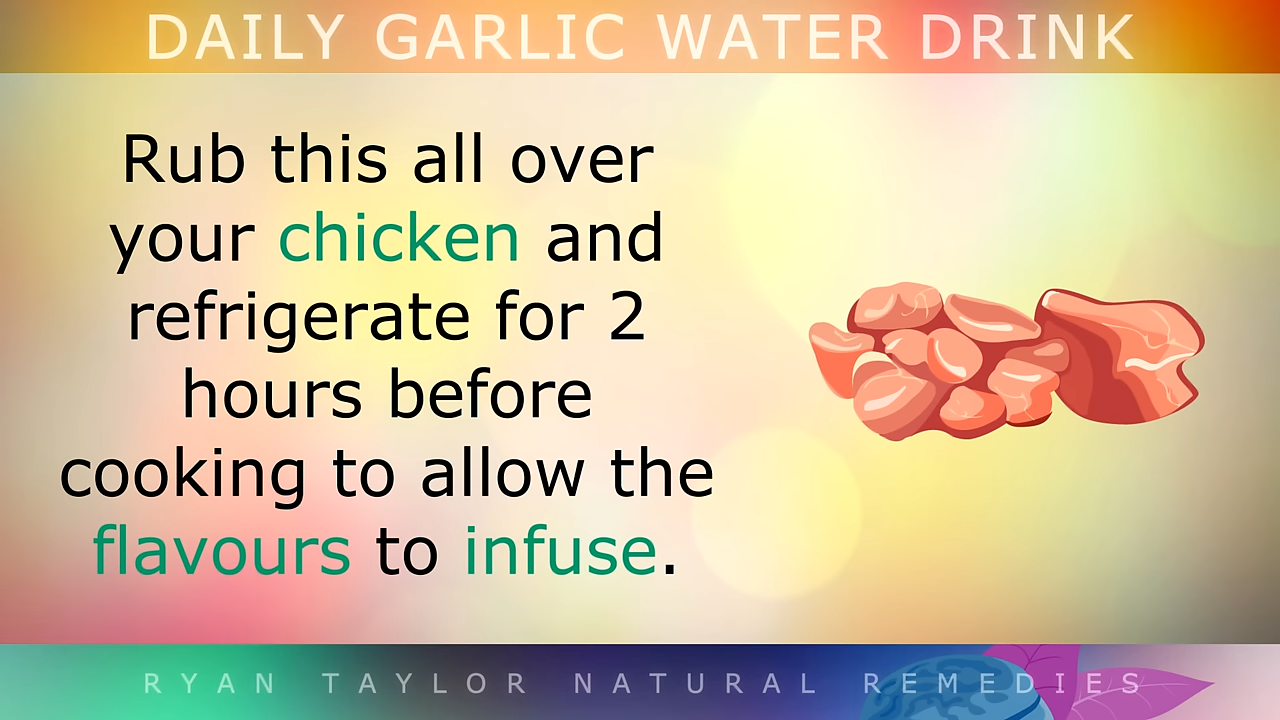 DAILY GARLIC WATER DRINK
Rub this all over
your chicken and
refrigerate for 2
hours before
cooking to allow the
flavours to infuse.
RYAN TAYLOR NATURAL REMEDIES